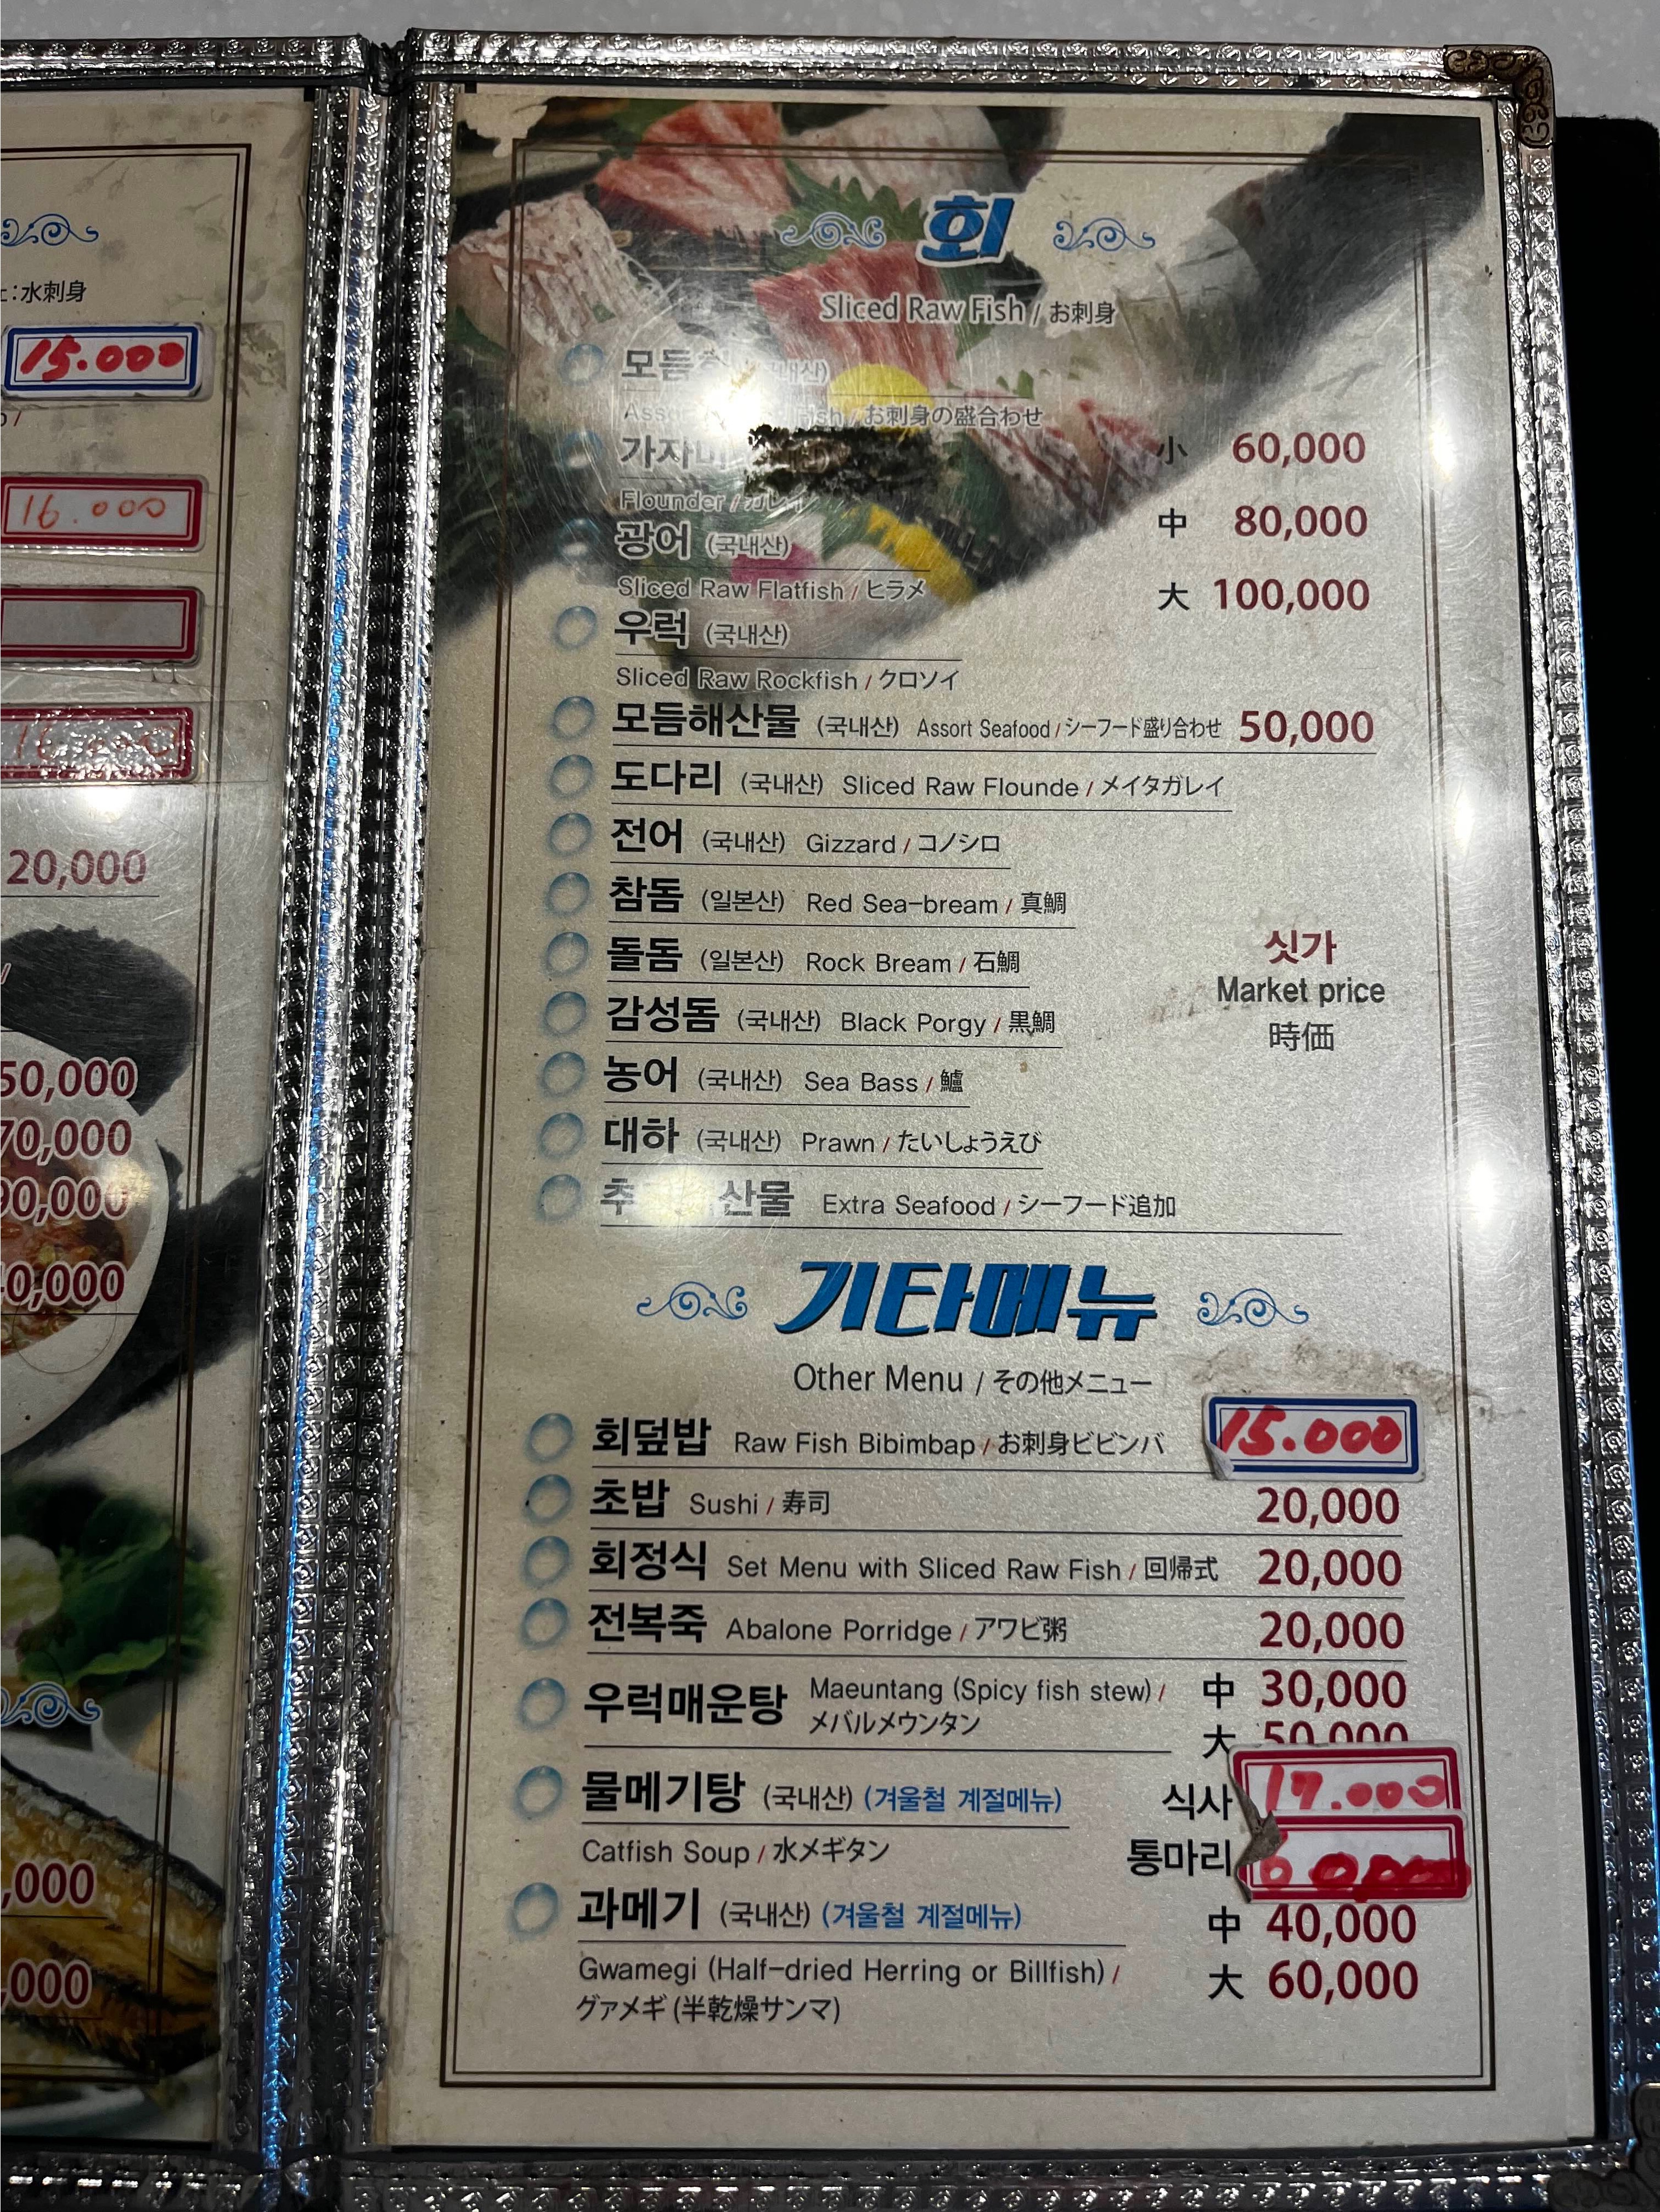 水刺身
15.000
16.000
20,000
50,000
70,000
90,000
0,000
,000
,000
회
Sliced Raw Fish / お刺身
모듬
お刺身の盛合わせ
가자미
Flounder /
小 60,000
광어 (국내산)
中 80,000
Sliced Raw Flatfish / ヒラメ
大 100,000
우럭 (국내산)
Sliced Raw Rockfish / クロソイ
모듬해산물 (국내산) Assort Seafood / シーフード盛り合わせ 50,000
도다리 (국내산) Sliced Raw Flounde / メイタガレイ
전어 (국내산) Gizzard / コノシロ
참돔 (일본산) Red Sea-bream / 真鯛
돌돔 (일본산) Rock Bream / 石鯛
싯가
Market price
時価
감성돔 (국내산) Black Porgy / 黒鯛
농어 (국내산) Sea Bass / 鱸
대하 (국내산) Prawn / たいしょうえび
산물 Extra Seafood / シーフード追加
기타메뉴
Other Menu / その他メニュー
회덮밥 Raw Fish Bibimbap / お刺身ビビンバ 15.000
초밥 Sushi / 寿司 20,000
회정식 Set Menu with Sliced Raw Fish / 回帰式 20,000
전복죽 Abalone Porridge / アワビ粥 20,000
우럭매운탕 Maeuntang (Spicy fish stew) / 中 30,000
メバルメウンタン
大 50,000
물메기탕 (국내산) (겨울철 계절메뉴) 식사 17.000
Catfish Soup / 水メギタン 통마리
과메기 (국내산) (겨울철 계절메뉴) 中 40,000
Gwamegi (Half-dried Herring or Billfish) / 大 60,000
グァメギ (半乾燥サンマ)